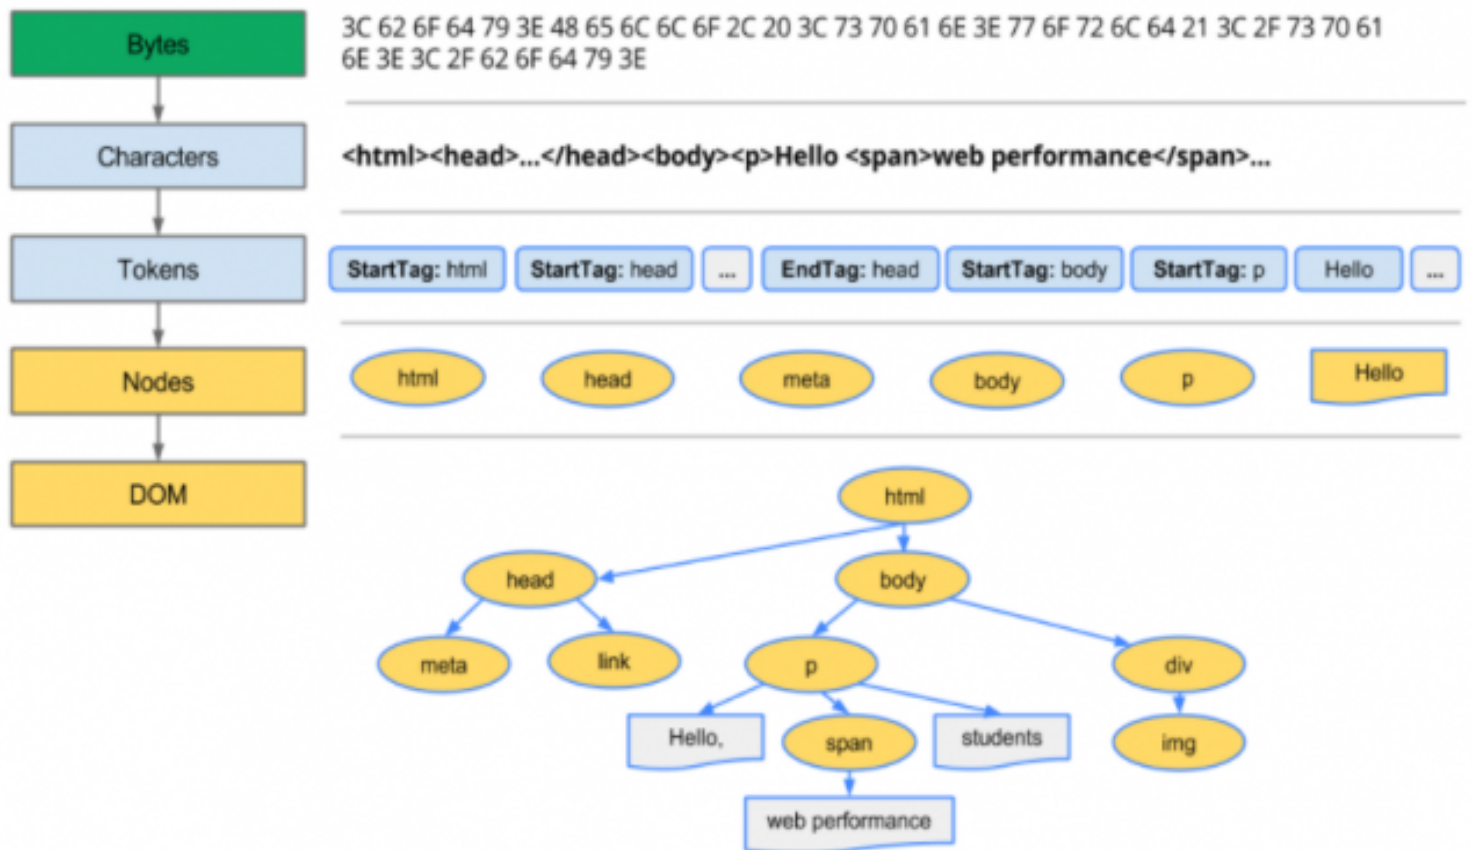 Bytes
3C 62 6F 64 79 3E 48 65 6C 6C 6F 2C 20 3C 73 70 61 6E 3E 77 6F 72 6C 64 21 3C 2F 73 70 61
6E 3E 3C 2F 62 6F 64 79 3E
Characters
<html><head>...</head><body><p>Hello <span>web performance</span>...
Tokens
StartTag: html StartTag: head ... EndTag: head StartTag: body StartTag: p Hello ...
Nodes
html head meta body p Hello
DOM
html
head body
meta link p div
Hello, span students img
web performance